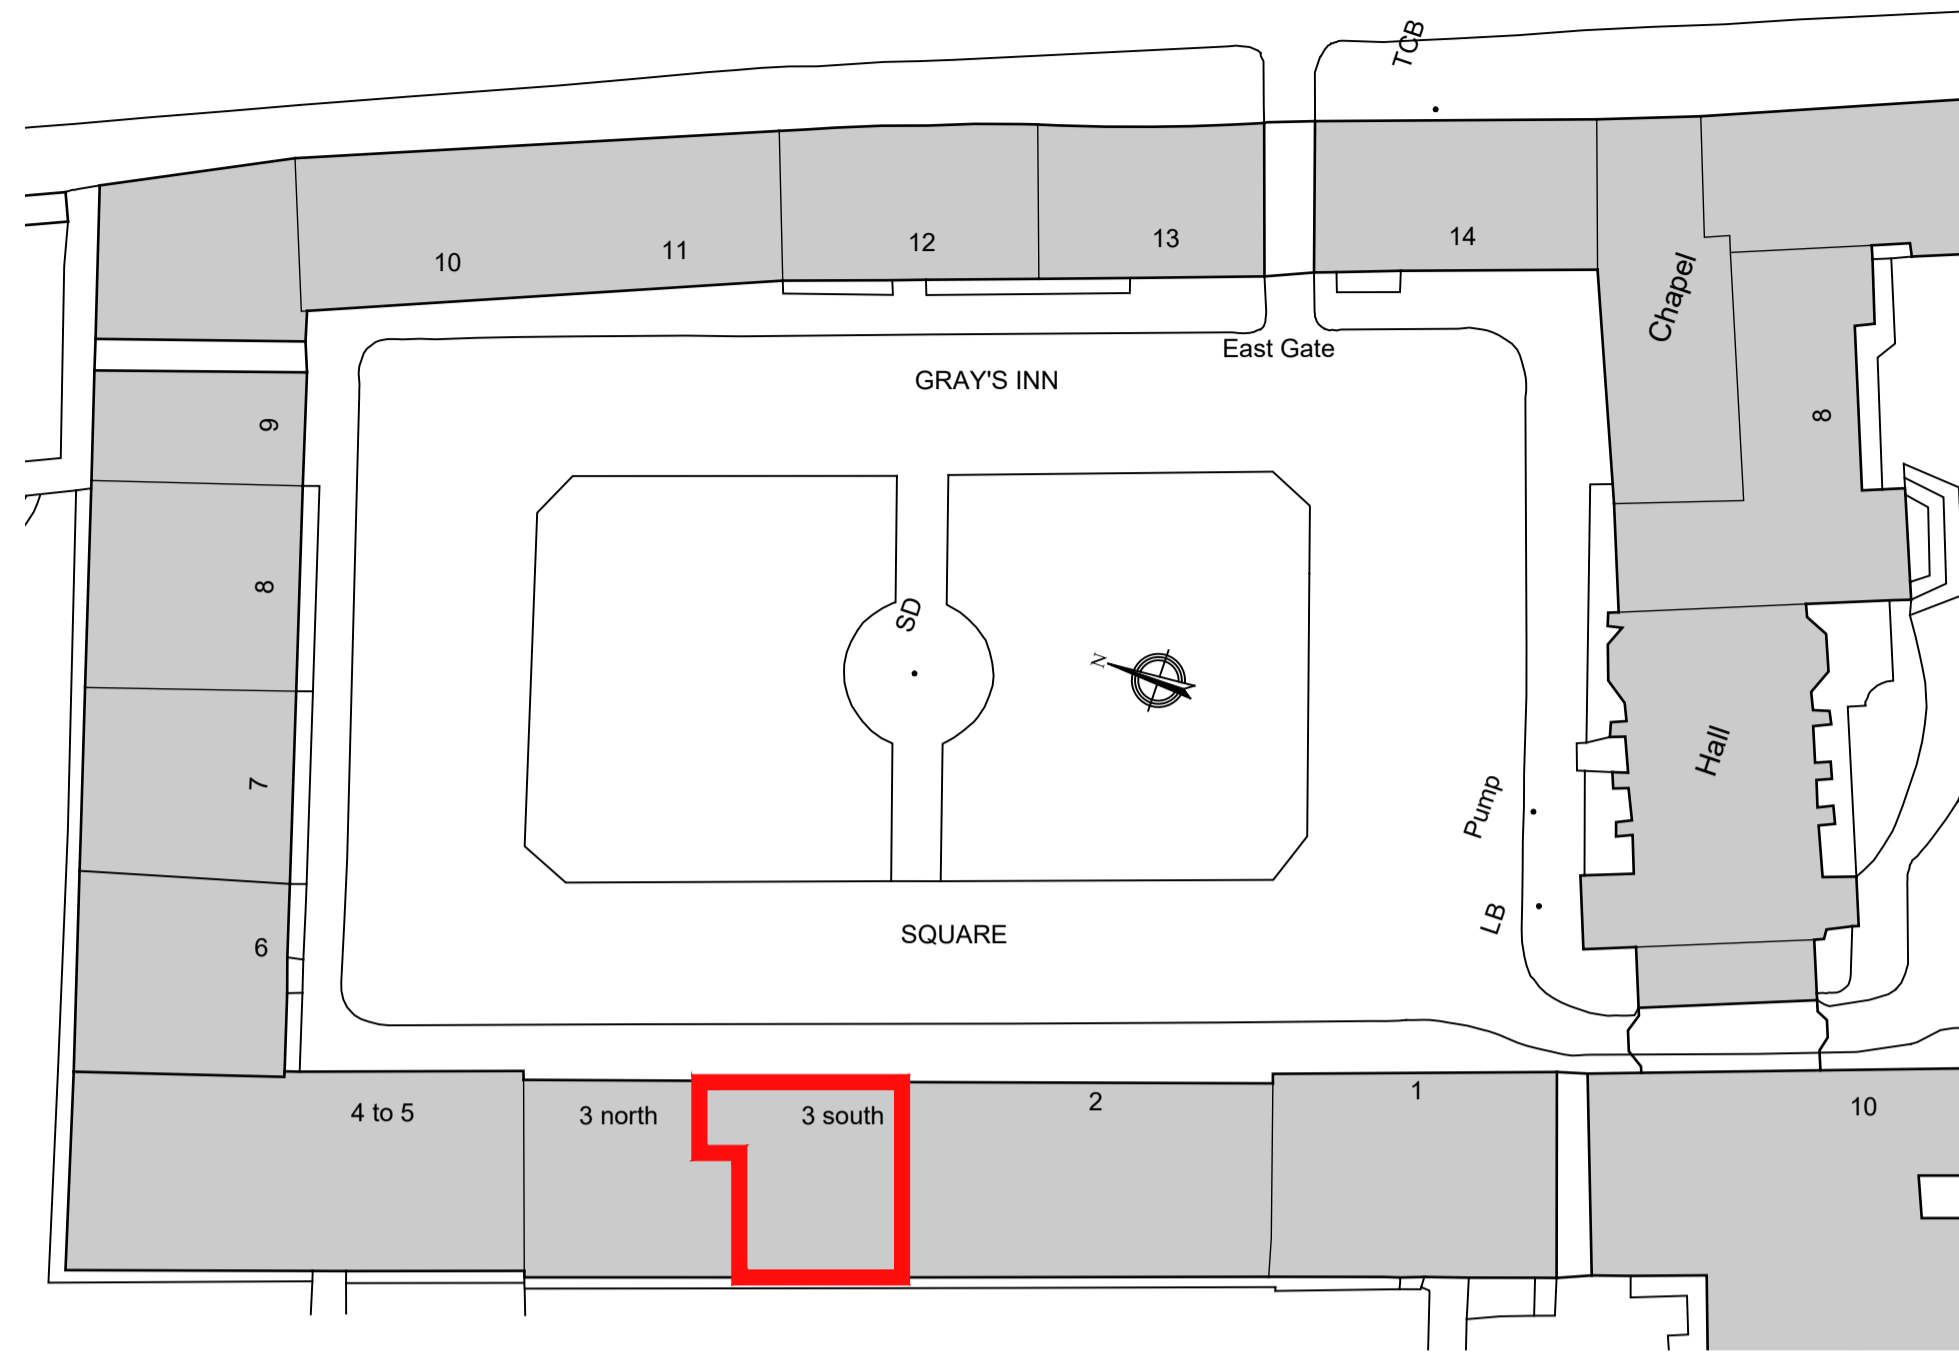 TCB
10
11
12
13
14
Chapel
East Gate
GRAY'S INN
9
8
8
SD
N
7
Hall
Pump
LB
SQUARE
6
4 to 5
3 north
3 south
2
1
10